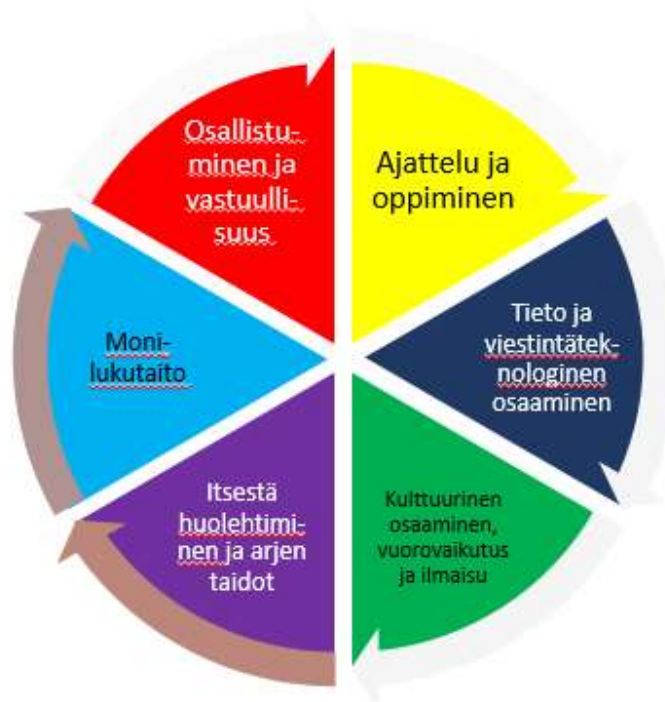 Osallistu-
minen ja
vastuulli-
suus
Ajattelu ja
oppiminen
Tieto ja
viestintätek-
nologinen
osaaminen
Moni-
lukutaito
Itsestä
huolehtimi-
nen ja arjen
taidot
Kulttuurinen
osaaminen,
vuorovaikutus
ja ilmaisu